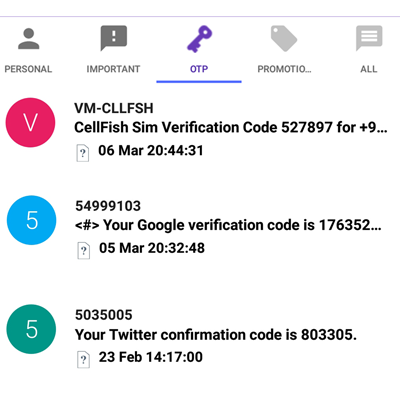 PERSONAL IMPORTANT OTP PROMOTIO... ALL
V
VM-CLLFSH
CellFish Sim Verification Code 527897 for +9...
06 Mar 20:44:31
5
54999103
<#> Your Google verification code is 176352...
05 Mar 20:32:48
5
5035005
Your Twitter confirmation code is 803305.
23 Feb 14:17:00